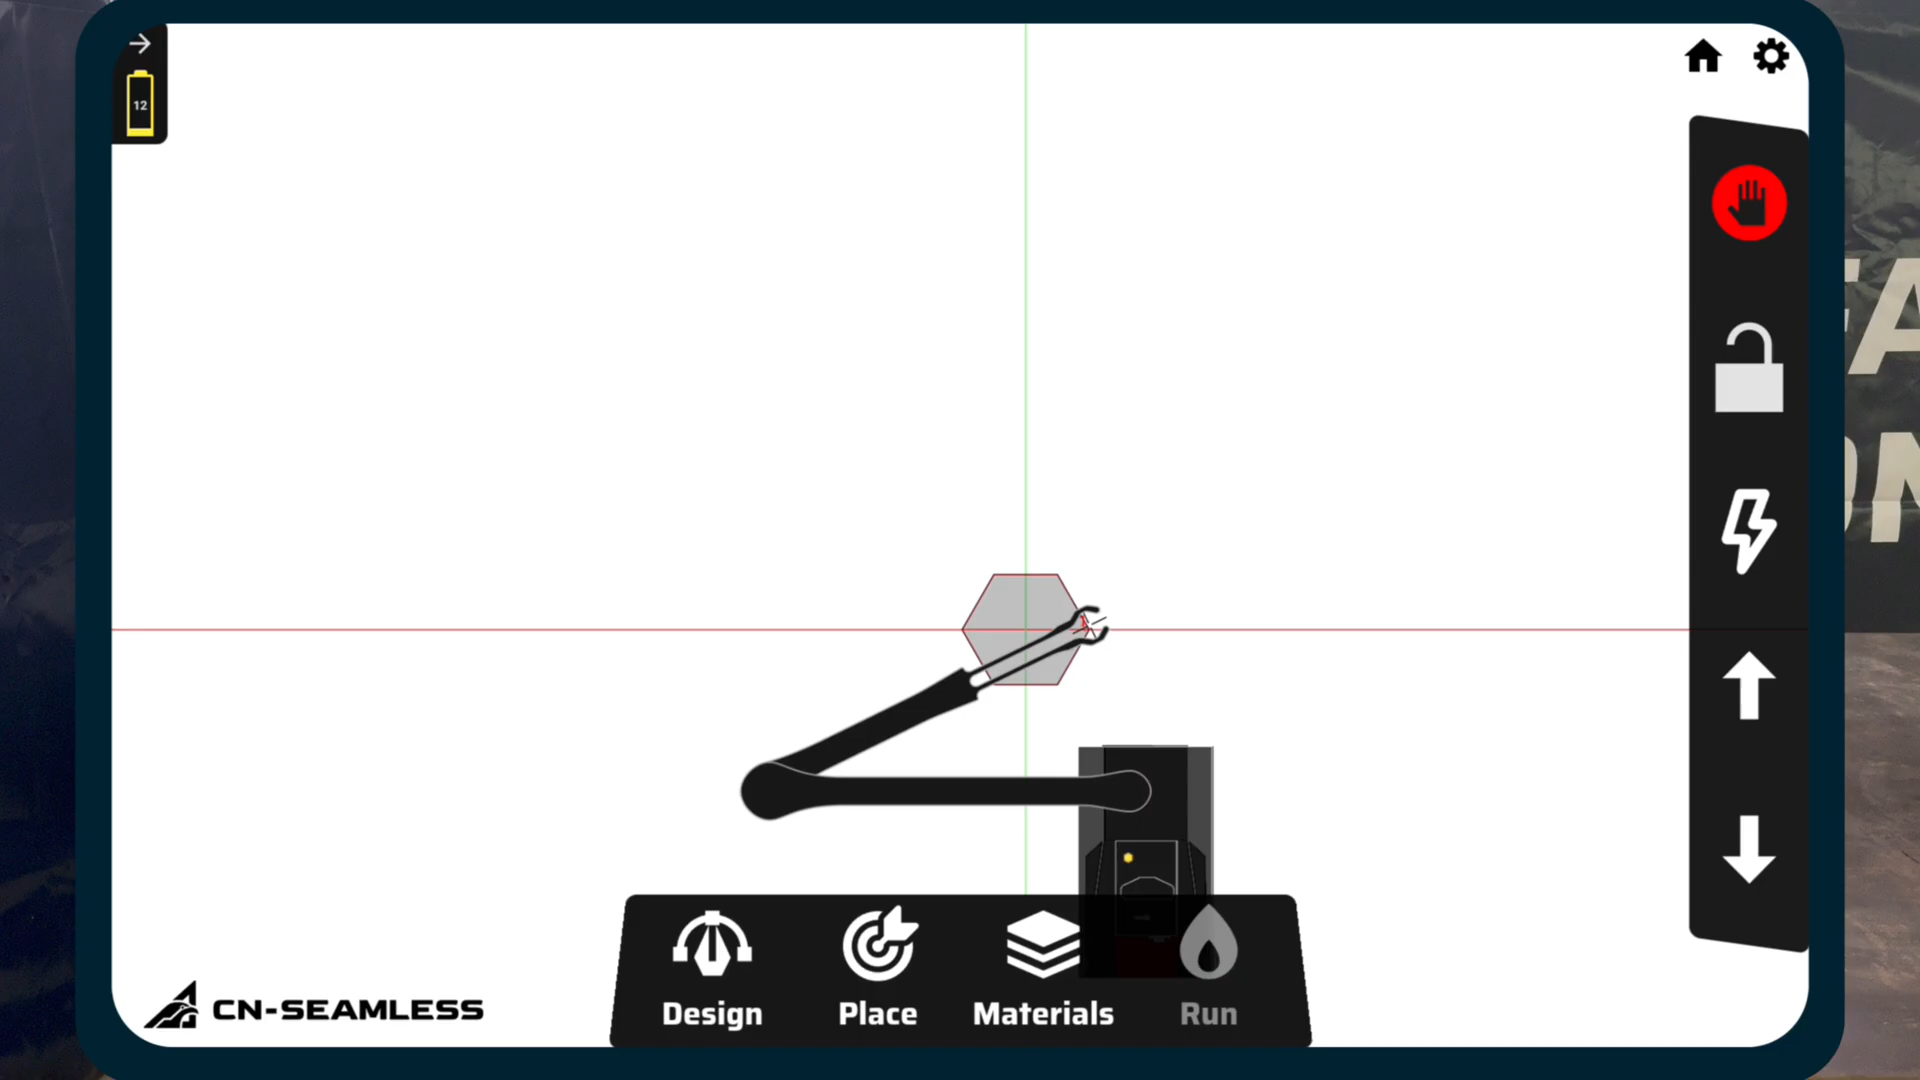 12
CN-SEAMLESS
Design
Place
Materials
Run